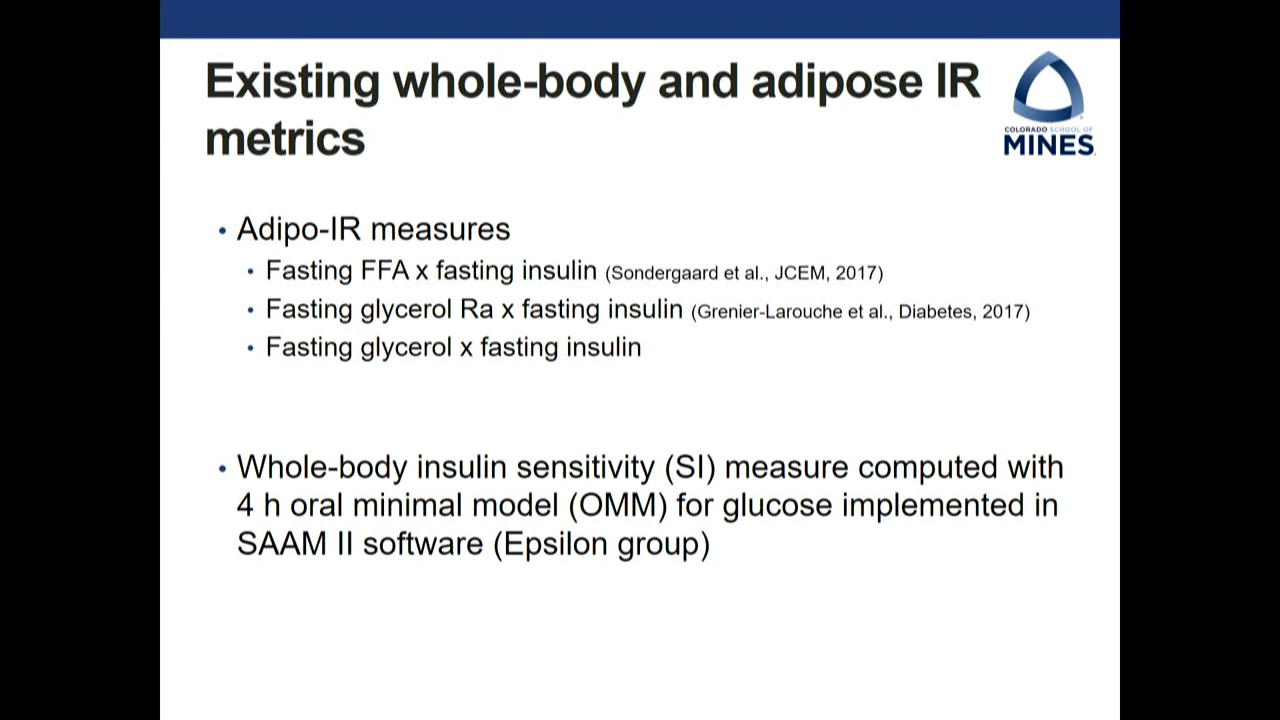 Existing whole-body and adipose IR
metrics
COLORADO SCHOOL OF
MINES
• Adipo-IR measures
• Fasting FFA x fasting insulin (Sondergaard et al., JCEM, 2017)
• Fasting glycerol Ra x fasting insulin (Grenier-Larouche et al., Diabetes, 2017)
• Fasting glycerol x fasting insulin
• Whole-body insulin sensitivity (SI) measure computed with
4 h oral minimal model (OMM) for glucose implemented in
SAAM II software (Epsilon group)